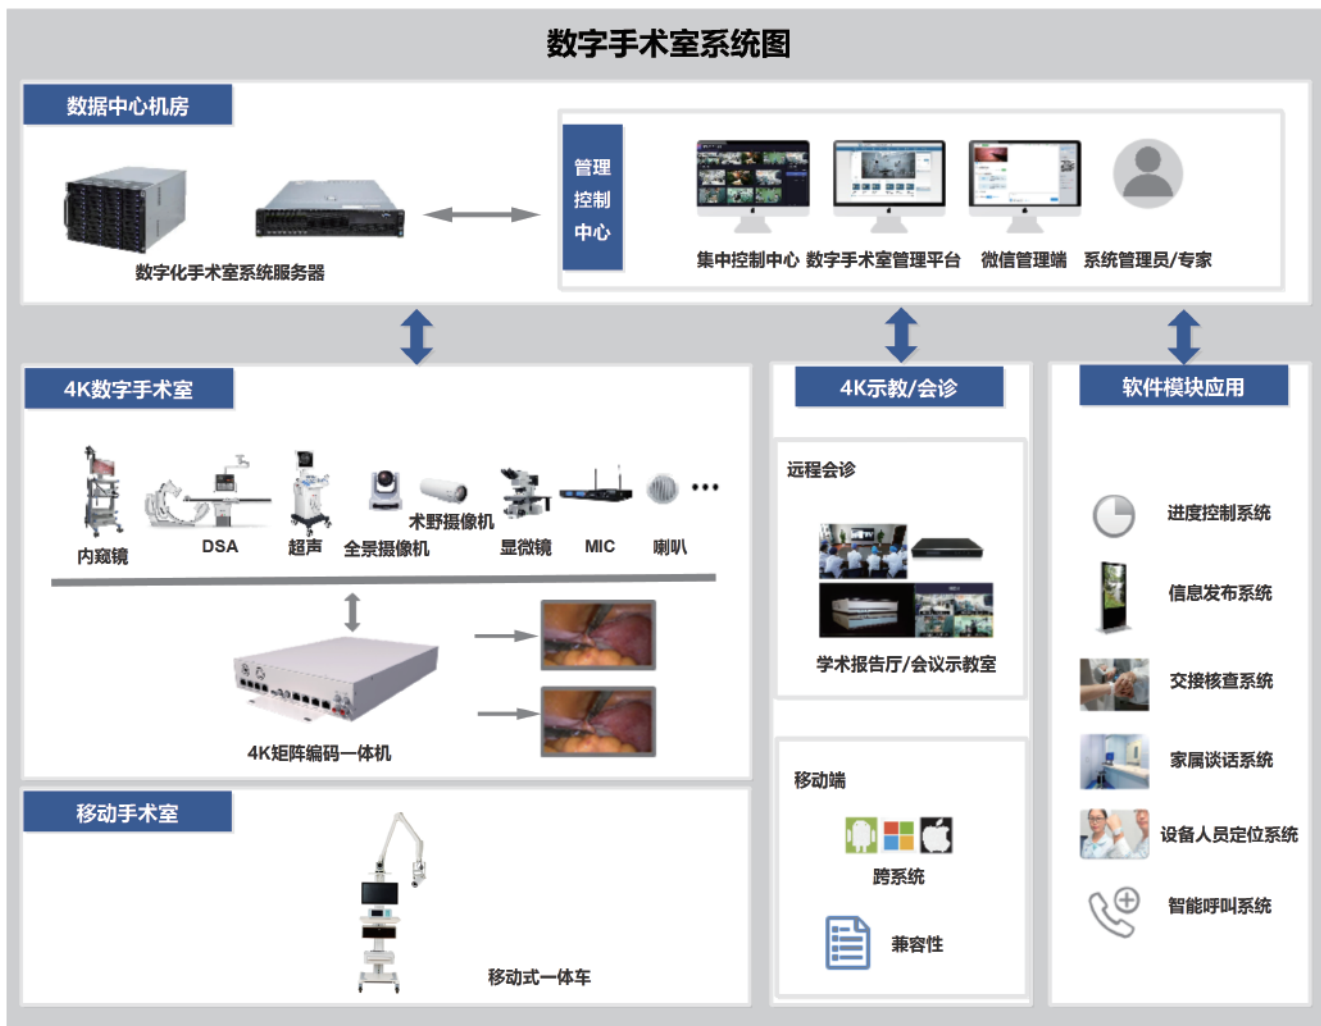 数字手术室系统图
数据中心机房
数字化手术室系统服务器
管理
控制
中心
集中控制中心
数字手术室管理平台
微信管理端
系统管理员/专家
4K数字手术室
内窥镜
DSA
超声
全景摄像机
术野摄像机
显微镜
MIC
喇叭
4K矩阵编码一体机
移动手术室
移动式一体车
4K示教/会诊
远程会诊
学术报告厅/会议示教室
移动端
跨系统
兼容性
软件模块应用
进度控制系统
信息发布系统
交接核查系统
家属谈话系统
设备人员定位系统
智能呼叫系统